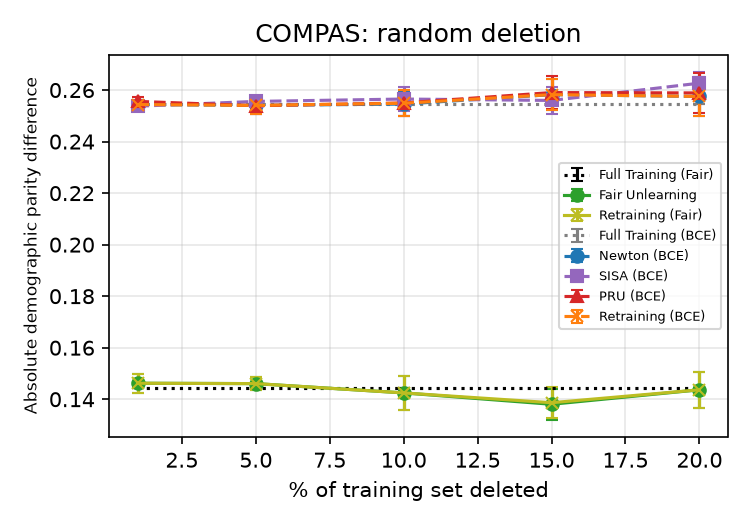 COMPAS: random deletion
Absolute demographic parity difference
0.26
0.24
0.22
0.20
0.18
0.16
0.14
Full Training (Fair)
Fair Unlearning
Retraining (Fair)
Full Training (BCE)
Newton (BCE)
SISA (BCE)
PRU (BCE)
Retraining (BCE)
2.5 5.0 7.5 10.0 12.5 15.0 17.5 20.0
% of training set deleted